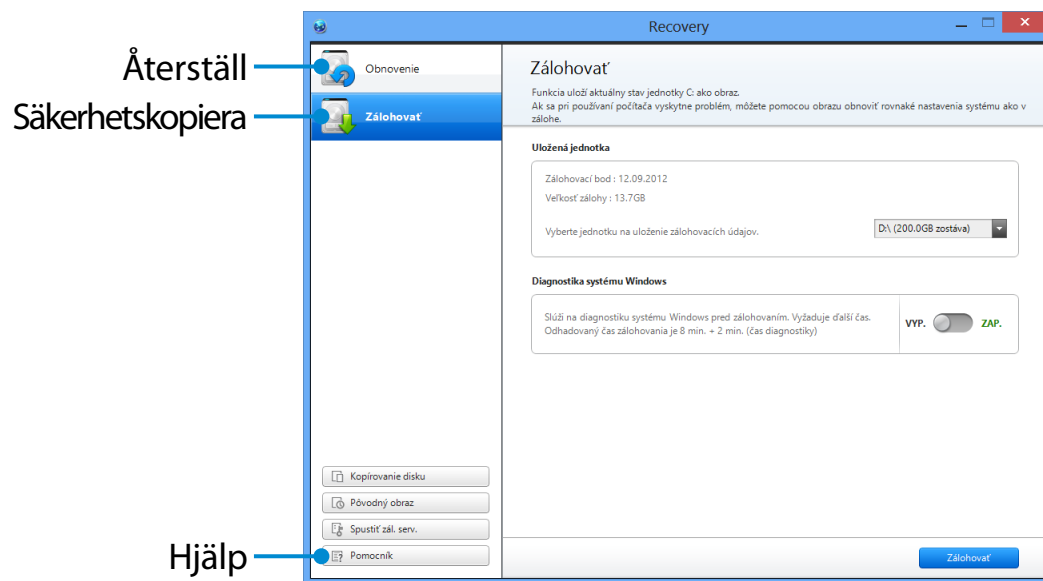 Recovery
Återställ
Säkerhetskopiera
Hjälp
Obnovenie
Zálohovať
Kopírovanie disku
Pôvodný obraz
Spustiť zál. serv.
Pomocník
Zálohovať
Funkcia uloží aktuálny stav jednotky C: ako obraz.
Ak sa pri používaní počítača vyskytne problém, môžete pomocou obrazu obnoviť rovnaké nastavenia systému ako v
zálohe.
Uložená jednotka
Zálohovací bod : 12.09.2012
Veľkosť zálohy : 13.7GB
Vyberte jednotku na uloženie zálohovacích údajov.
D:\ (200.0GB zostáva)
Diagnostika systému Windows
Slúži na diagnostiku systému Windows pred zálohovaním. Vyžaduje ďalší čas.
Odhadovaný čas zálohovania je 8 min. + 2 min. (čas diagnostiky)
VYP.
ZAP.
Zálohovať